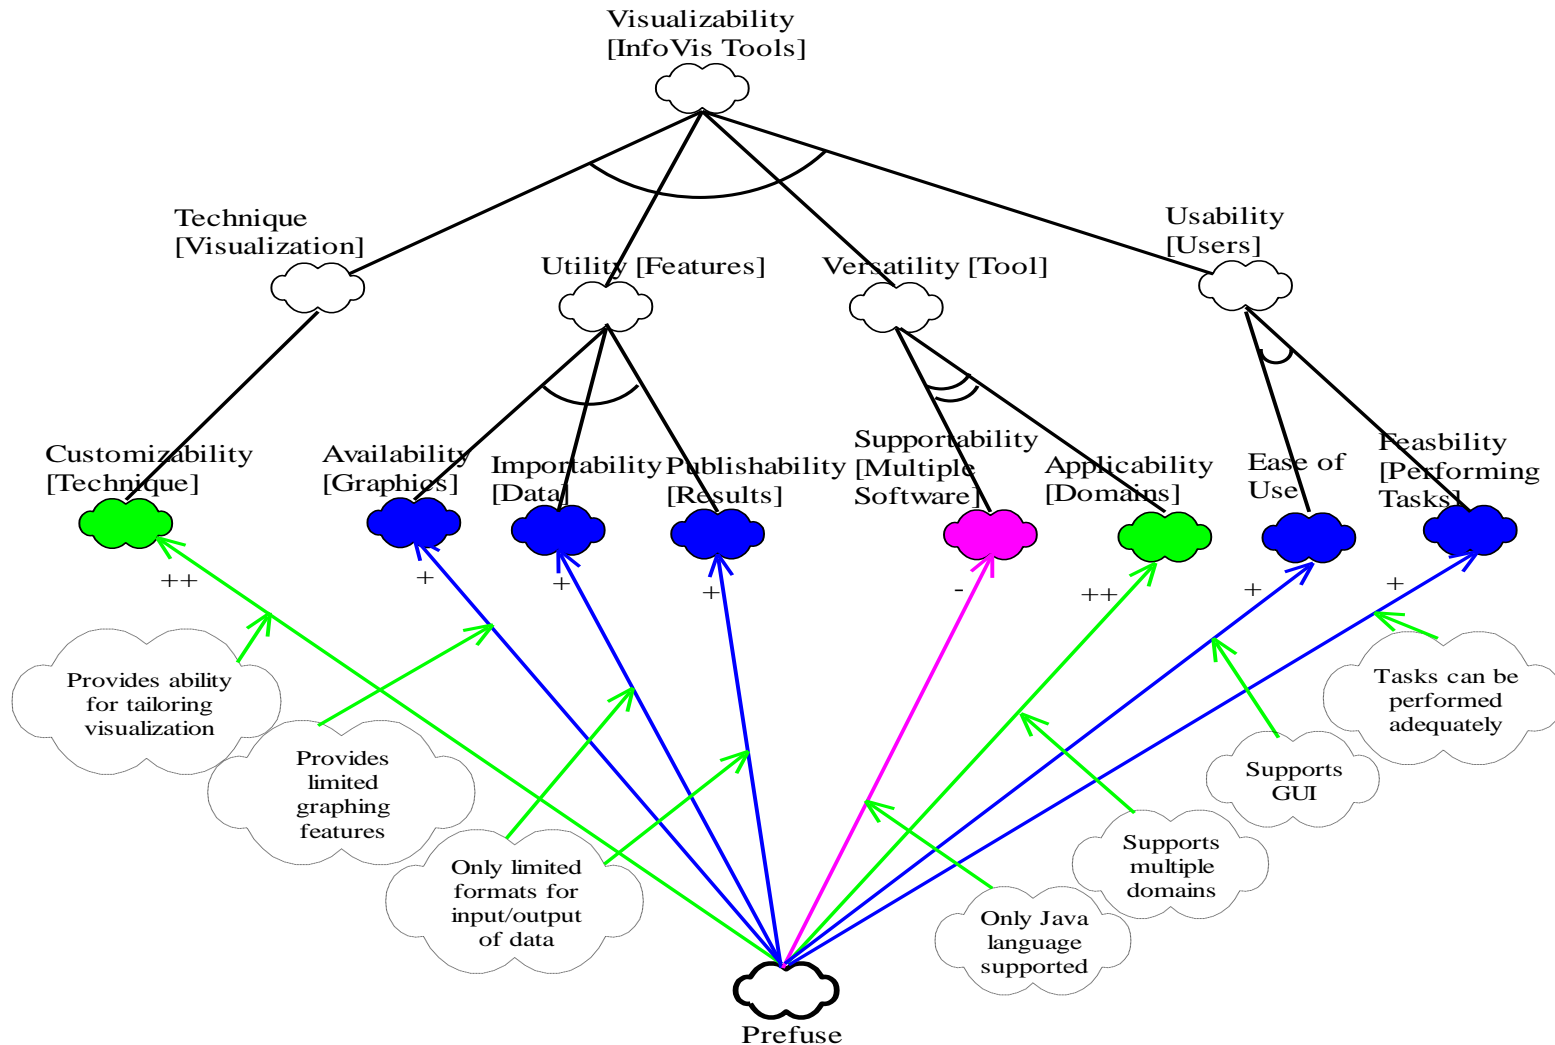 Visualizability
[InfoVis Tools]
Technique
[Visualization]
Utility [Features]
Versatility [Tool]
Usability
[Users]
Customizability
[Technique]
Availability
[Graphics]
Importability
[Data]
Publishability
[Results]
Supportability
[Multiple
Software]
Applicability
[Domains]
Ease of
Use
Feasbility
[Performing
Tasks]
++
+
+
+
-
++
+
+
Provides ability
for tailoring
visualization
Provides
limited
graphing
features
Only limited
formats for
input/output
of data
Only Java
language
supported
Supports
multiple
domains
Supports
GUI
Tasks can be
performed
adequately
Prefuse